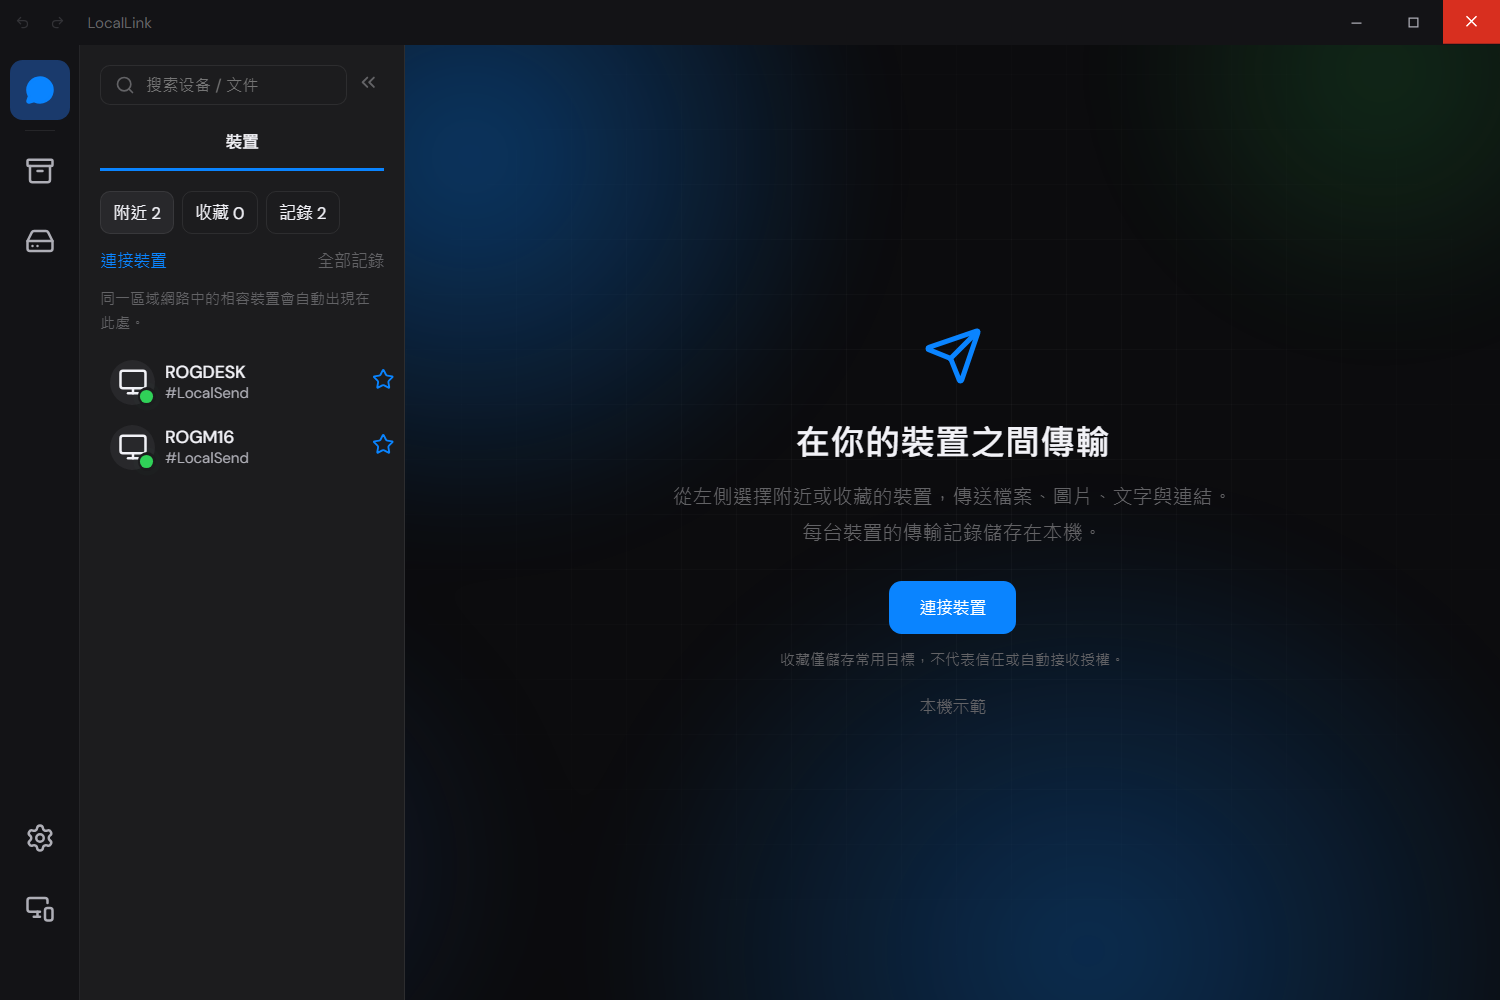 LocalLink
搜索设备 / 文件
裝置
附近 2
收藏 0
記錄 2
連接裝置
全部記錄
同一區域網路中的相容裝置會自動出現在
此處。
ROGDESK
#LocalSend
ROGM16
#LocalSend
在你的裝置之間傳輸
從左側選擇附近或收藏的裝置，傳送檔案、圖片、文字與連結。
每台裝置的傳輸記錄儲存在本機。
連接裝置
收藏僅儲存常用目標，不代表信任或自動接收授權。
本機示範